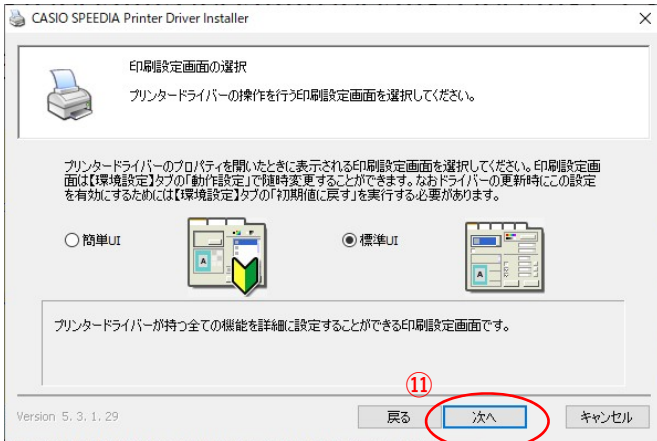 CASIO SPEEDIA Printer Driver Installer
印刷設定画面の選択
プリンタードライバーの操作を行う印刷設定画面を選択してください。
プリンタードライバーのプロパティを開いたときに表示される印刷設定画面を選択してください。印刷設定画
面は【環境設定】タブの「動作設定」で随時変更することができます。なおドライバーの更新時にこの設定
を有効にするためには【環境設定】タブの「初期値に戻す」を実行する必要があります。
簡単UI
標準UI
プリンタードライバーが持つ全ての機能を詳細に設定することができる印刷設定画面です。
⑪
Version 5.3.1.29
戻る
次へ
キャンセル